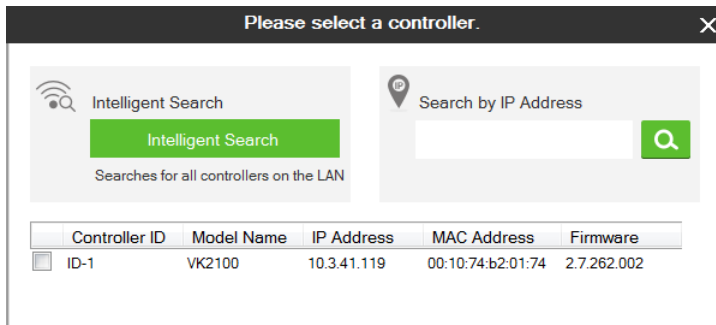 Please select a controller.
Intelligent Search
Intelligent Search
Searches for all controllers on the LAN
IP
Search by IP Address
Controller ID Model Name IP Address MAC Address Firmware
ID-1 VK2100 10.3.41.119 00:10:74:b2:01:74 2.7.262.002